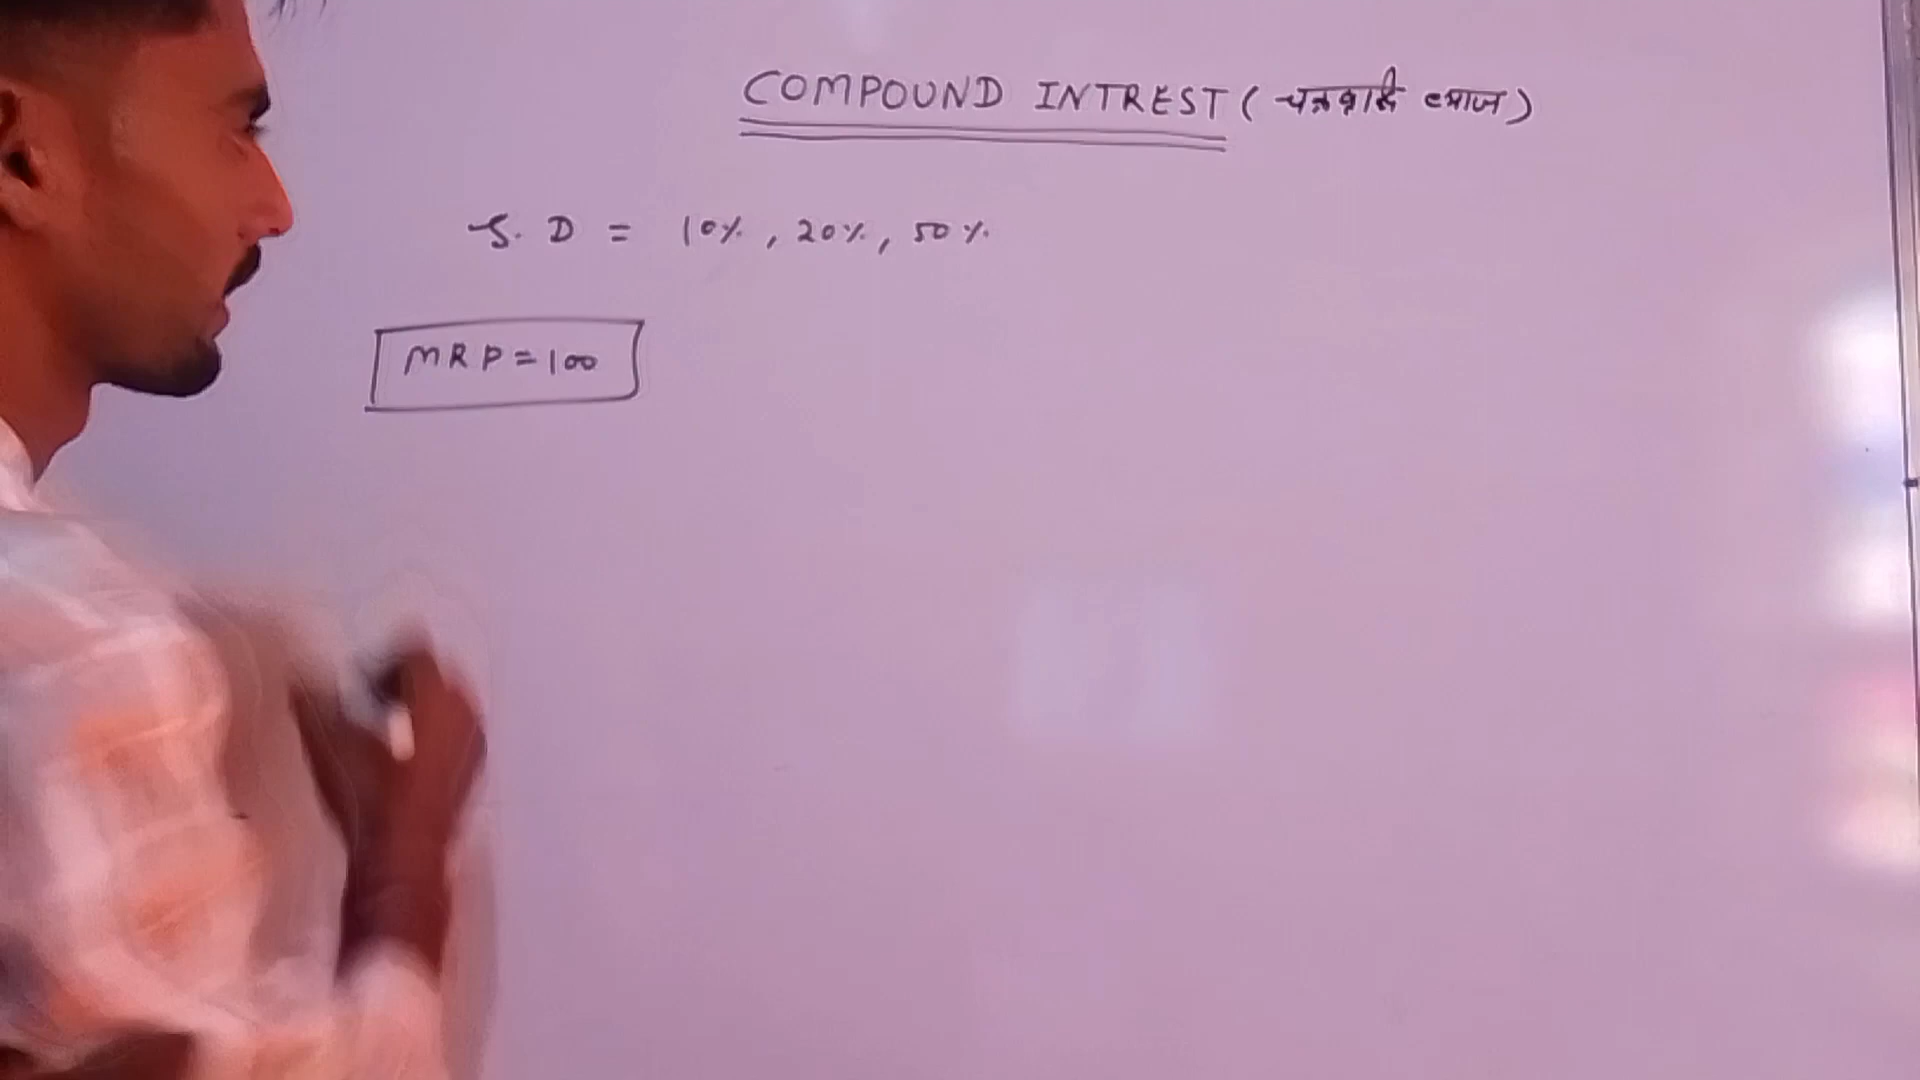 COMPOUND INTREST (चक्रवृद्धि ब्याज)
S. D = 10%, 20%, 50%
MRP = 100